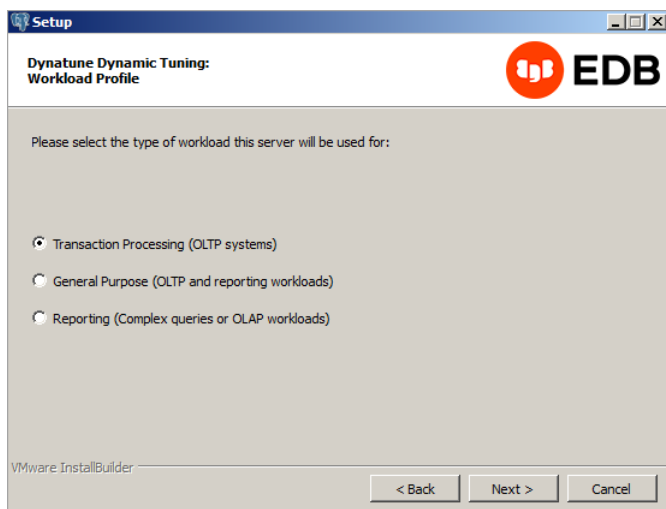 Setup
Dynatune Dynamic Tuning:
Workload Profile
EDB
Please select the type of workload this server will be used for:
Transaction Processing (OLTP systems)
General Purpose (OLTP and reporting workloads)
Reporting (Complex queries or OLAP workloads)
VMware InstallBuilder
< Back Next > Cancel